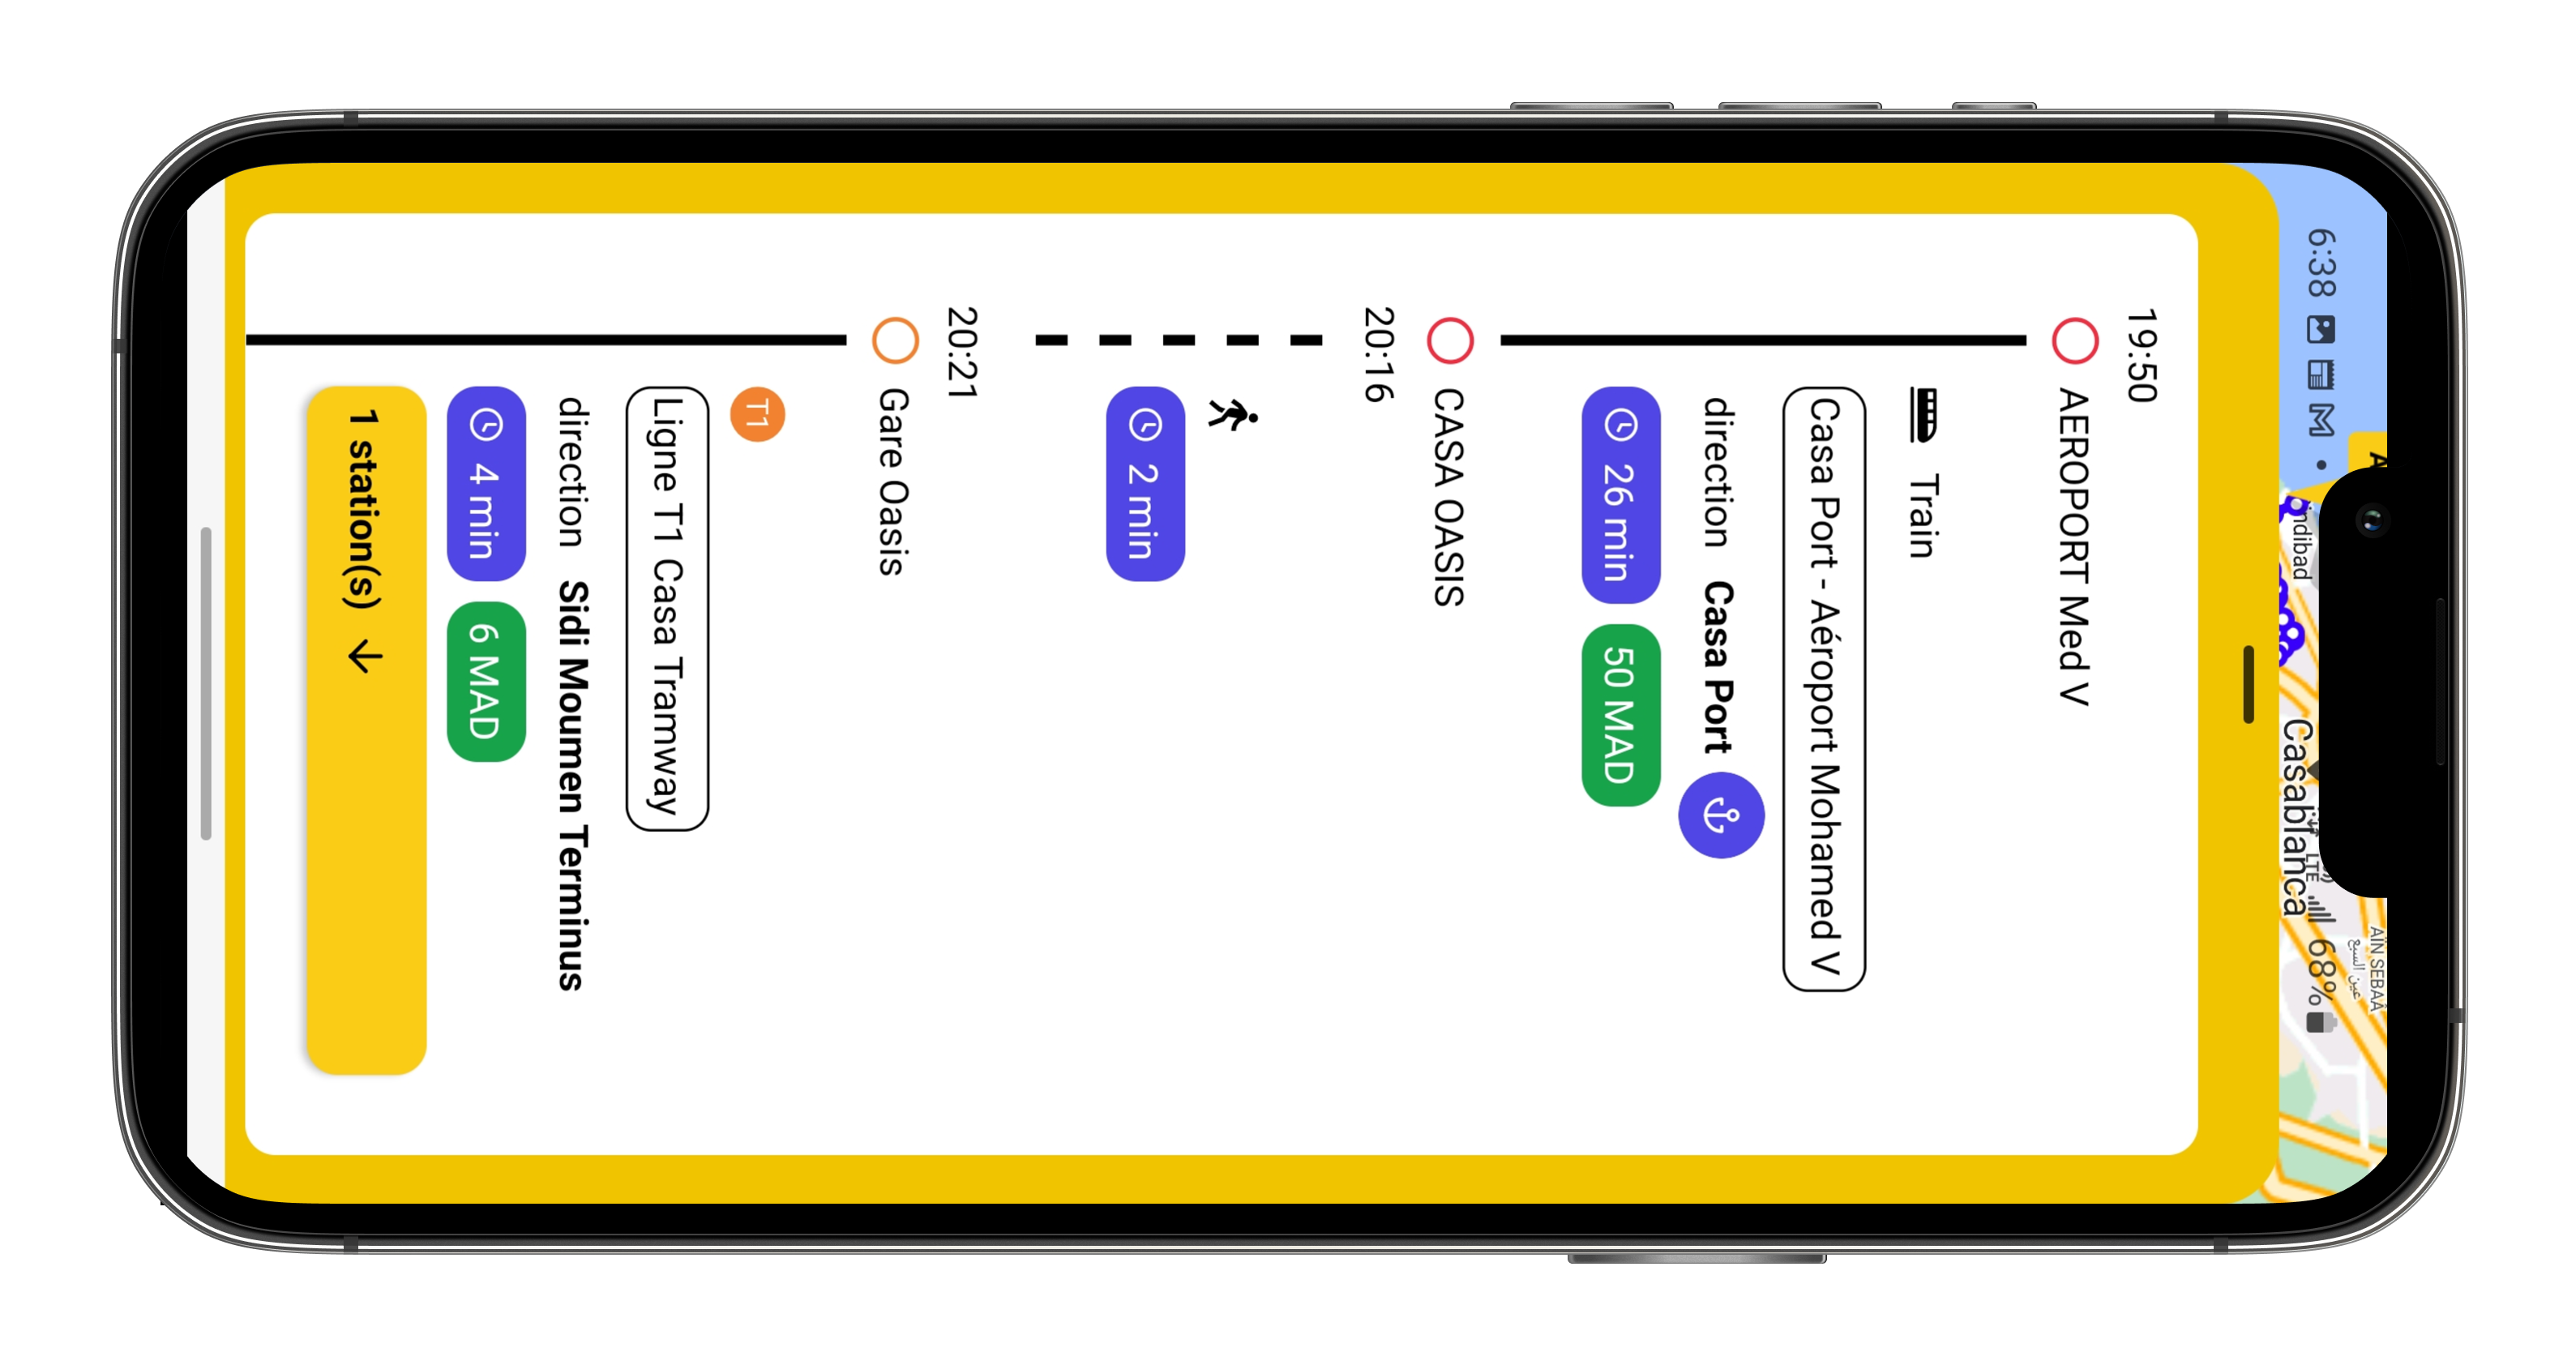 6:38
68%
LTE
AÏN SEBAÂ
عين السبع
Casablanca
19:50
AEROPORT Med V
Train
Casa Port - Aéroport Mohamed V
direction Casa Port
26 min 50 MAD
CASA OASIS
20:16
2 min
20:21
Gare Oasis
T1
Ligne T1 Casa Tramway
direction Sidi Moumen Terminus
4 min 6 MAD
1 station(s)